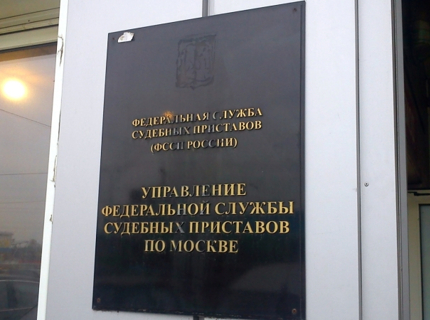 ФЕДЕРАЛЬНАЯ СЛУЖБА
СУДЕБНЫХ ПРИСТАВОВ
(ФССП РОССИИ)
УПРАВЛЕНИЕ
ФЕДЕРАЛЬНОЙ СЛУЖБЫ
СУДЕБНЫХ ПРИСТАВОВ
ПО МОСКВЕ